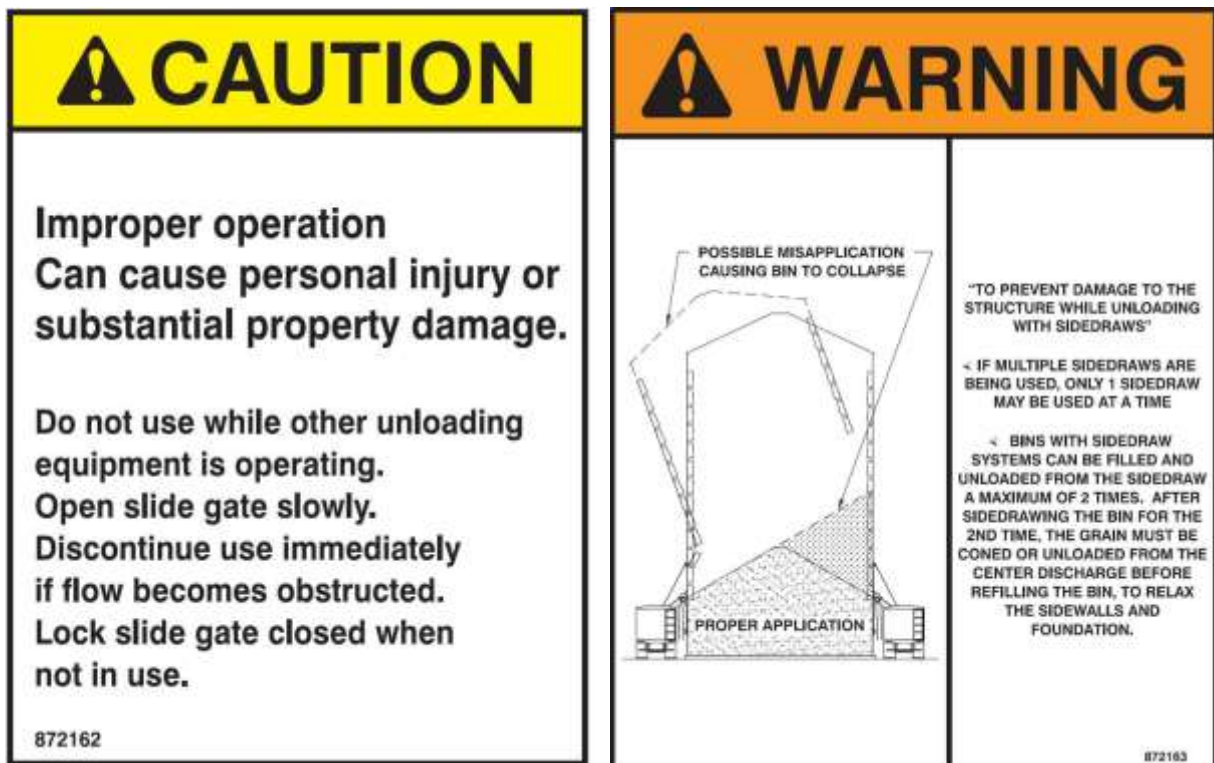 CAUTION
Improper operation
Can cause personal injury or
substantial property damage.
Do not use while other unloading
equipment is operating.
Open slide gate slowly.
Discontinue use immediately
if flow becomes obstructed.
Lock slide gate closed when
not in use.
872162
WARNING
POSSIBLE MISAPPLICATION
CAUSING BIN TO COLLAPSE
PROPER APPLICATION
"TO PREVENT DAMAGE TO THE
STRUCTURE WHILE UNLOADING
WITH SIDEDRAWS"
< IF MULTIPLE SIDEDRAWS ARE
BEING USED, ONLY 1 SIDEDRAW
MAY BE USED AT A TIME
< BINS WITH SIDEDRAW
SYSTEMS CAN BE FILLED AND
UNLOADED FROM THE SIDEDRAW
A MAXIMUM OF 2 TIMES. AFTER
SIDEDRAWING THE BIN FOR THE
2ND TIME, THE GRAIN MUST BE
CONED OR UNLOADED FROM THE
CENTER DISCHARGE BEFORE
REFILLING THE BIN, TO RELAX
THE SIDEWALLS AND
FOUNDATION.
872163